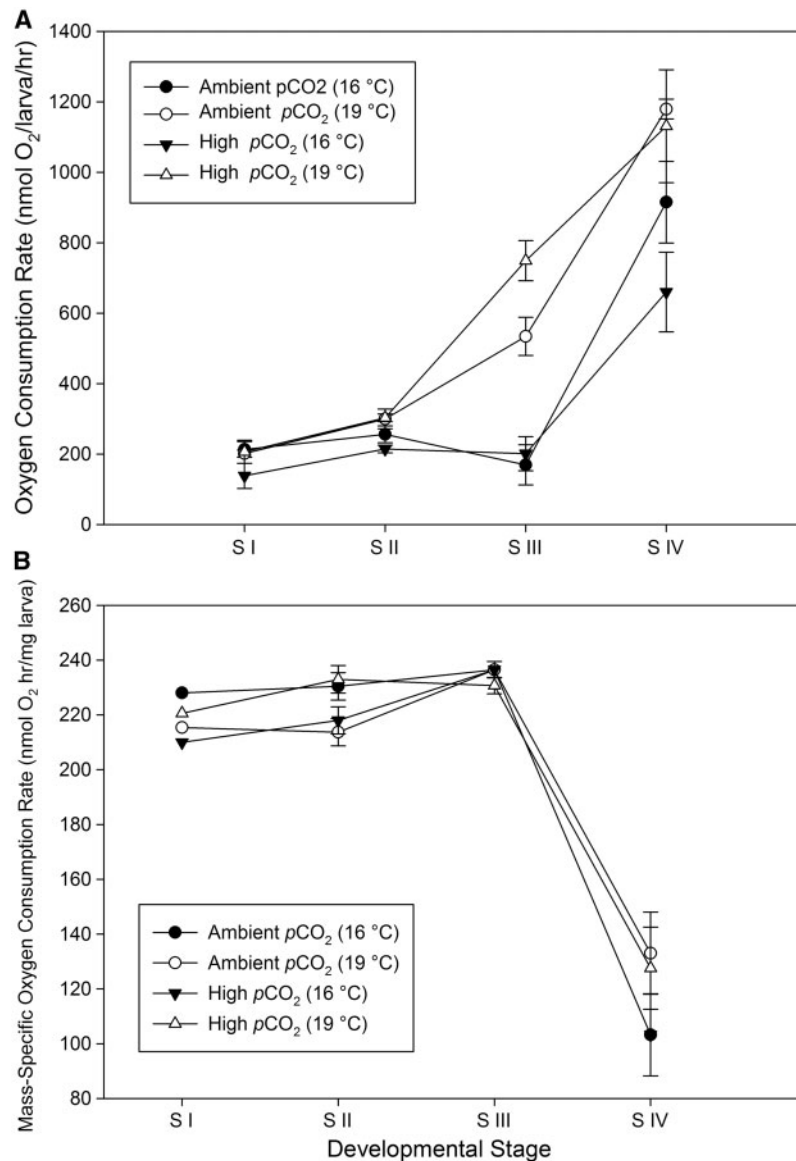 A
Oxygen Consumption Rate (nmol O₂/larva/hr)
1400
1200
1000
800
600
400
200
0
Ambient pCO2 (16 °C)
Ambient pCO₂ (19 °C)
High pCO₂ (16 °C)
High pCO₂ (19 °C)
S I S II S III S IV
B
Mass-Specific Oxygen Consumption Rate (nmol O₂ hr/mg larva)
260
240
220
200
180
160
140
120
100
80
Ambient pCO₂ (16 °C)
Ambient pCO₂ (19 °C)
High pCO₂ (16 °C)
High pCO₂ (19 °C)
S I S II S III S IV
Developmental Stage